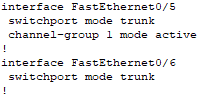 interface FastEthernet0/5
 switchport mode trunk
 channel-group 1 mode active
!
interface FastEthernet0/6
 switchport mode trunk
!